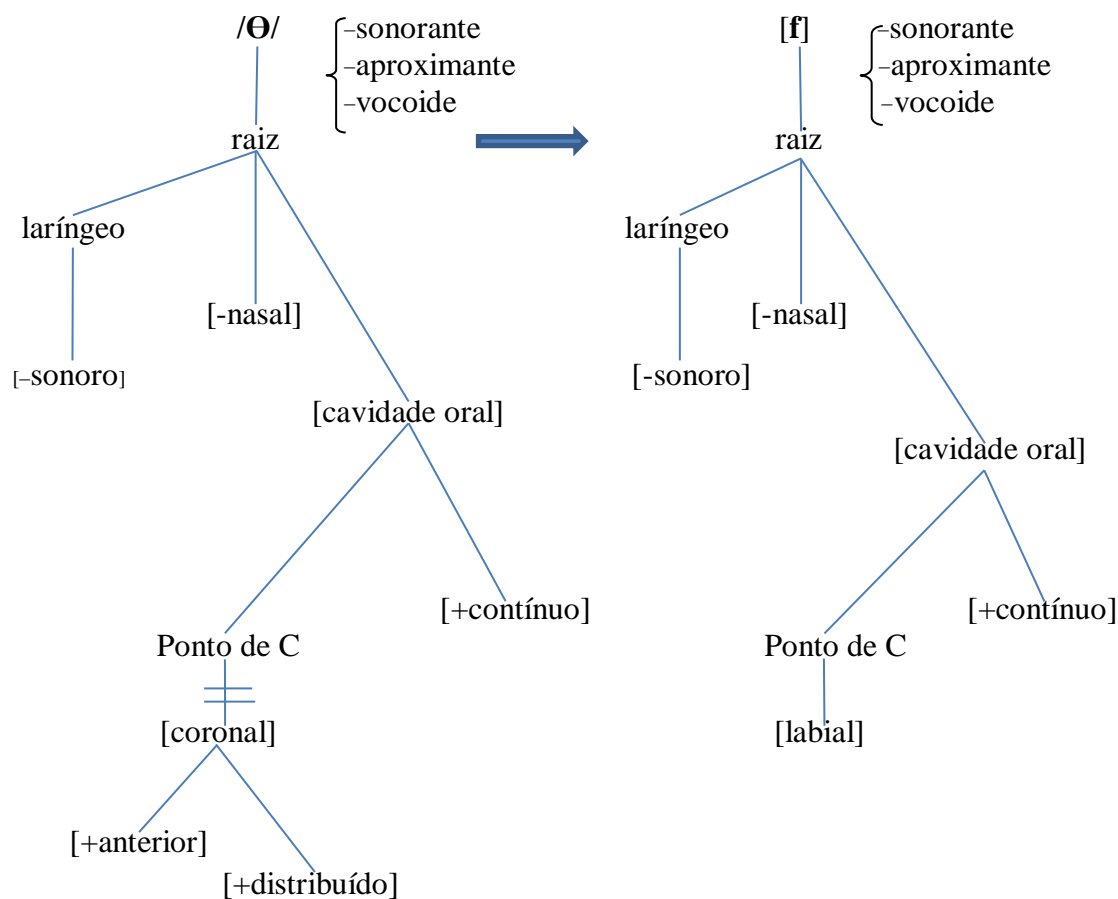 /Ɵ/ –sonorante [f] –sonorante
–aproximante –aproximante
–vocoide –vocoide
raiz raiz
laríngeo laríngeo
[-nasal] [-nasal]
[–sonoro] [-sonoro]
[cavidade oral]
[cavidade oral]
[+contínuo] [+contínuo]
Ponto de C Ponto de C
[coronal] [labial]
[+anterior]
[+distribuído]